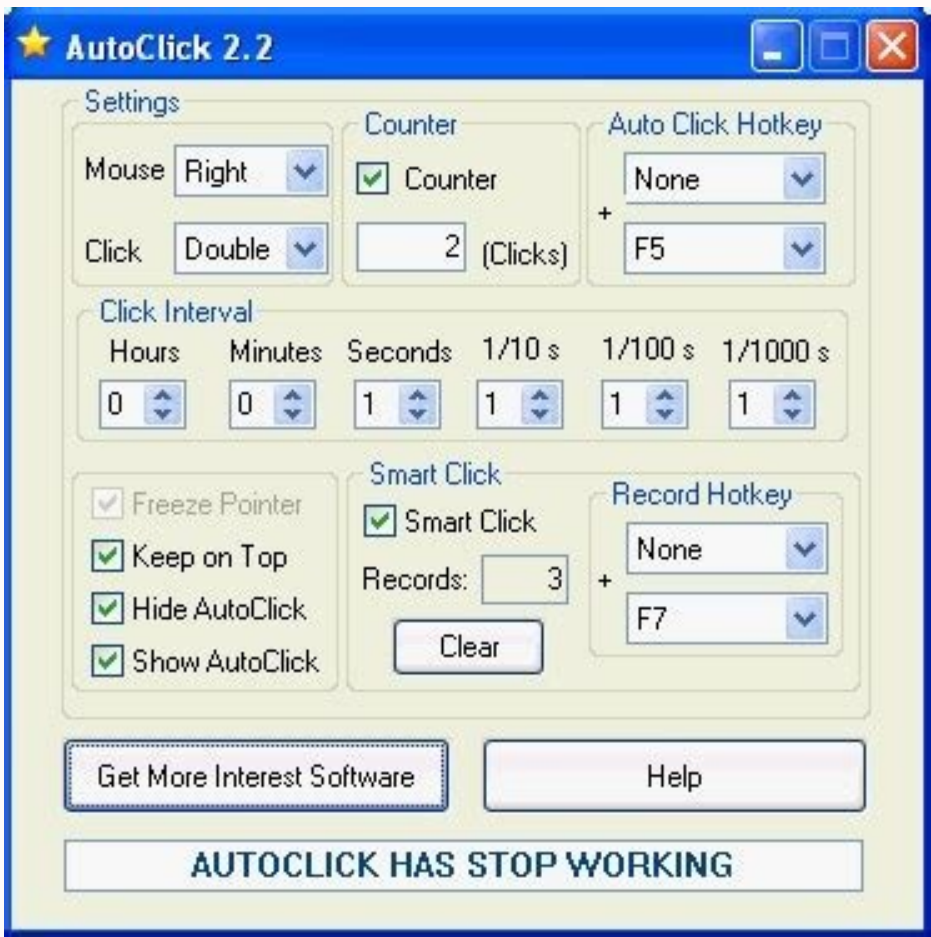 AutoClick 2.2
Settings
Mouse Right
Click Double
Counter
Counter
2 (Clicks)
Auto Click Hotkey
None
+
F5
Click Interval
Hours Minutes Seconds 1/10 s 1/100 s 1/1000 s
0 0 1 1 1 1
Freeze Pointer
Keep on Top
Hide AutoClick
Show AutoClick
Smart Click
Smart Click
Records: 3
Clear
Record Hotkey
None
+
F7
Get More Interest Software
Help
AUTOCLICK HAS STOP WORKING